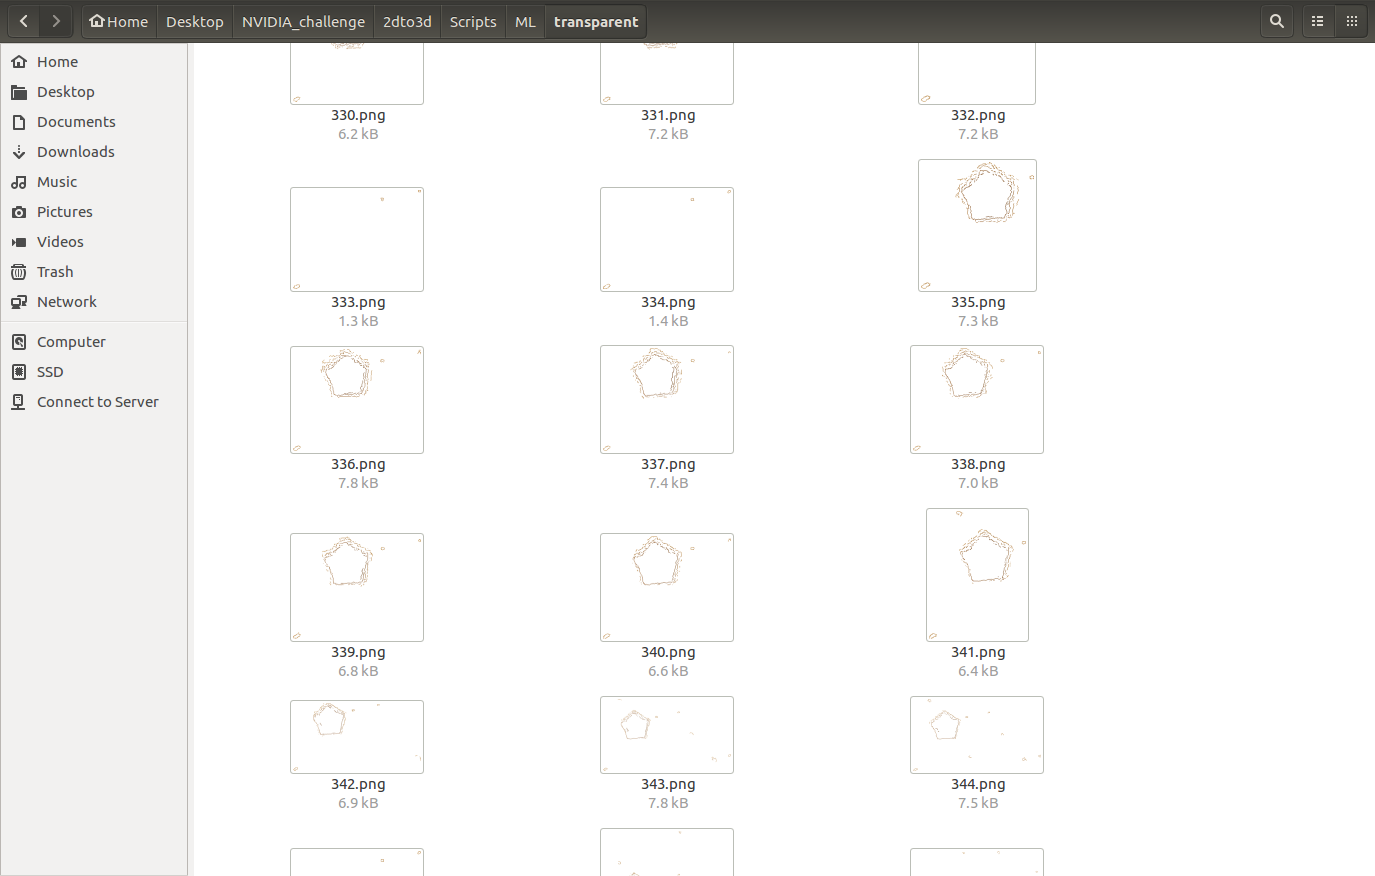 Home Desktop NVIDIA_challenge 2dto3d Scripts ML transparent
Home
Desktop
Documents
Downloads
Music
Pictures
Videos
Trash
Network
Computer
SSD
Connect to Server
330.png 331.png 332.png
6.2 kB 7.2 kB 7.2 kB
333.png 334.png 335.png
1.3 kB 1.4 kB 7.3 kB
336.png 337.png 338.png
7.8 kB 7.4 kB 7.0 kB
339.png 340.png 341.png
6.8 kB 6.6 kB 6.4 kB
342.png 343.png 344.png
6.9 kB 7.8 kB 7.5 kB